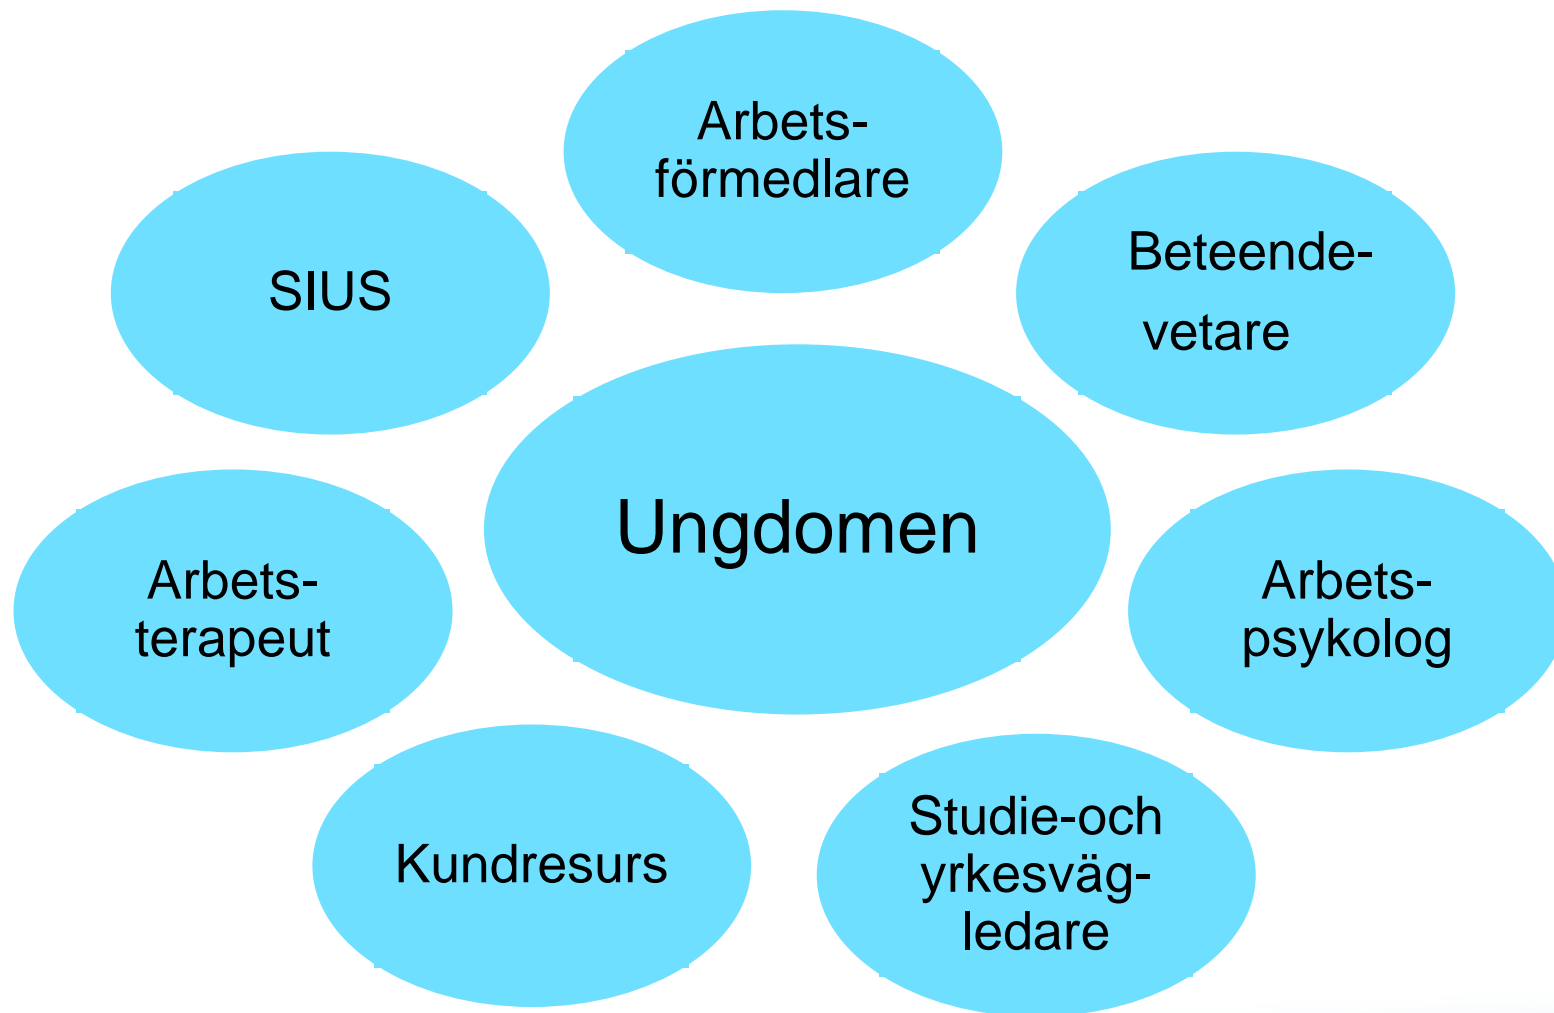 Arbets-
förmedlare
SIUS
Beteende-
vetare
Ungdomen
Arbets-
terapeut
Arbets-
psykolog
Kundresurs
Studie-och
yrkesväg-
ledare